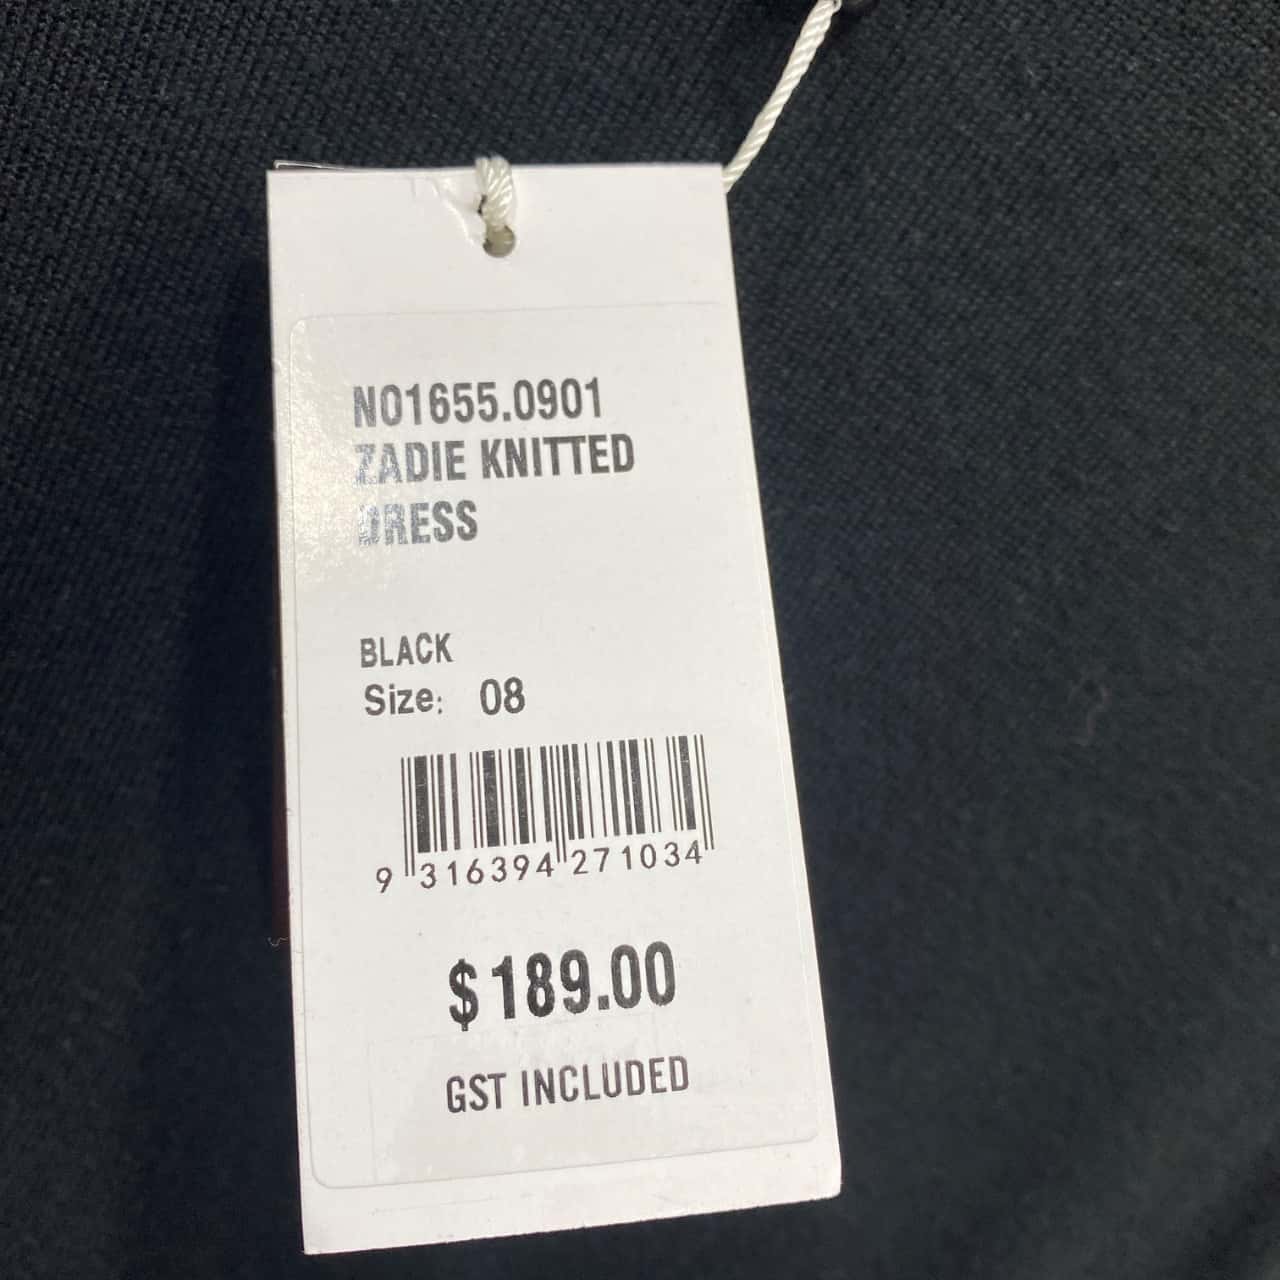 N01655.0901
ZADIE KNITTED
DRESS
BLACK
Size: 08
9 316394 271034
$189.00
GST INCLUDED